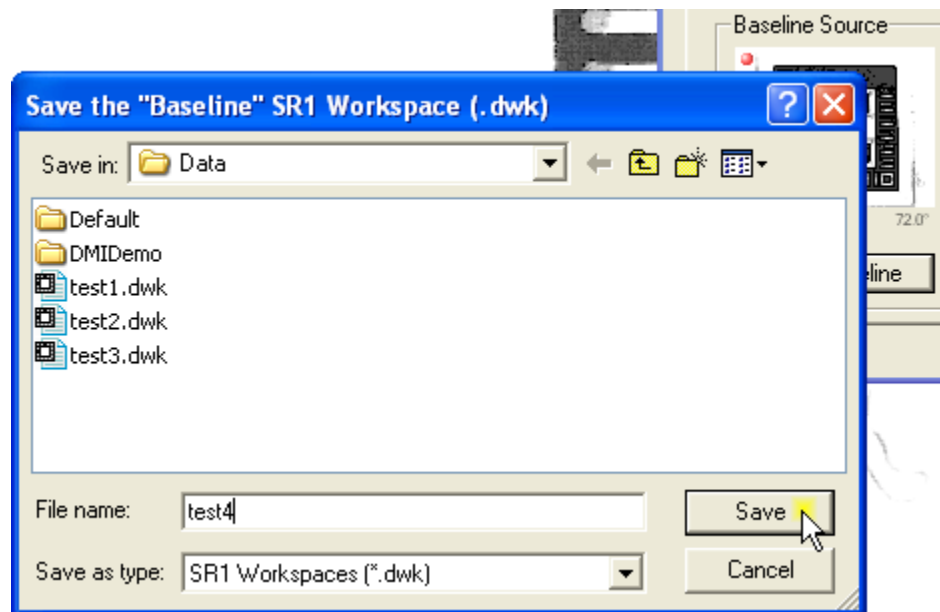 Baseline Source
Save the "Baseline" SR1 Workspace (.dwk)
Save in: Data
72.0°
Default
DMIDemo
line
test1.dwk
test2.dwk
test3.dwk
File name: test4 Save
Save as type: SR1 Workspaces (*.dwk) Cancel